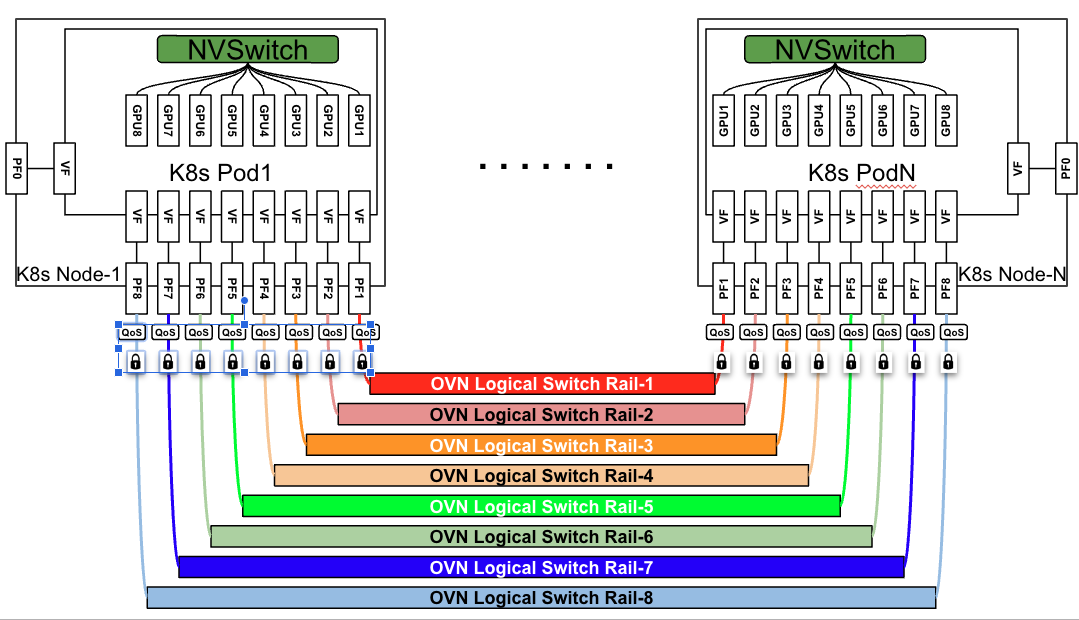 NVSwitch
NVSwitch
GPU8 GPU7 GPU6 GPU5 GPU4 GPU3 GPU2 GPU1
GPU1 GPU2 GPU3 GPU4 GPU5 GPU6 GPU7 GPU8
PF0 VF
K8s Pod1
.......
K8s PodN
VF PF0
VF VF VF VF VF VF VF VF
VF VF VF VF VF VF VF VF
K8s Node-1
PF8 PF7 PF6 PF5 PF4 PF3 PF2 PF1
PF1 PF2 PF3 PF4 PF5 PF6 PF7 PF8
K8s Node-N
QoS QoS QoS QoS QoS QoS QoS QoS
QoS QoS QoS QoS QoS QoS QoS QoS
OVN Logical Switch Rail-1
OVN Logical Switch Rail-2
OVN Logical Switch Rail-3
OVN Logical Switch Rail-4
OVN Logical Switch Rail-5
OVN Logical Switch Rail-6
OVN Logical Switch Rail-7
OVN Logical Switch Rail-8